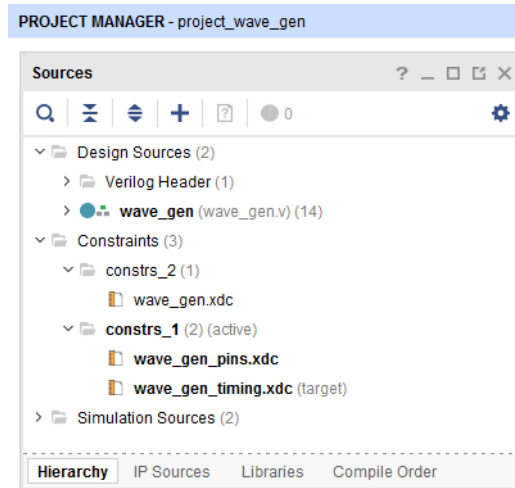 PROJECT MANAGER - project_wave_gen
Sources
? 0
Design Sources (2)
Verilog Header (1)
wave_gen (wave_gen.v) (14)
Constraints (3)
constrs_2 (1)
wave_gen.xdc
constrs_1 (2) (active)
wave_gen_pins.xdc
wave_gen_timing.xdc (target)
Simulation Sources (2)
Hierarchy IP Sources Libraries Compile Order